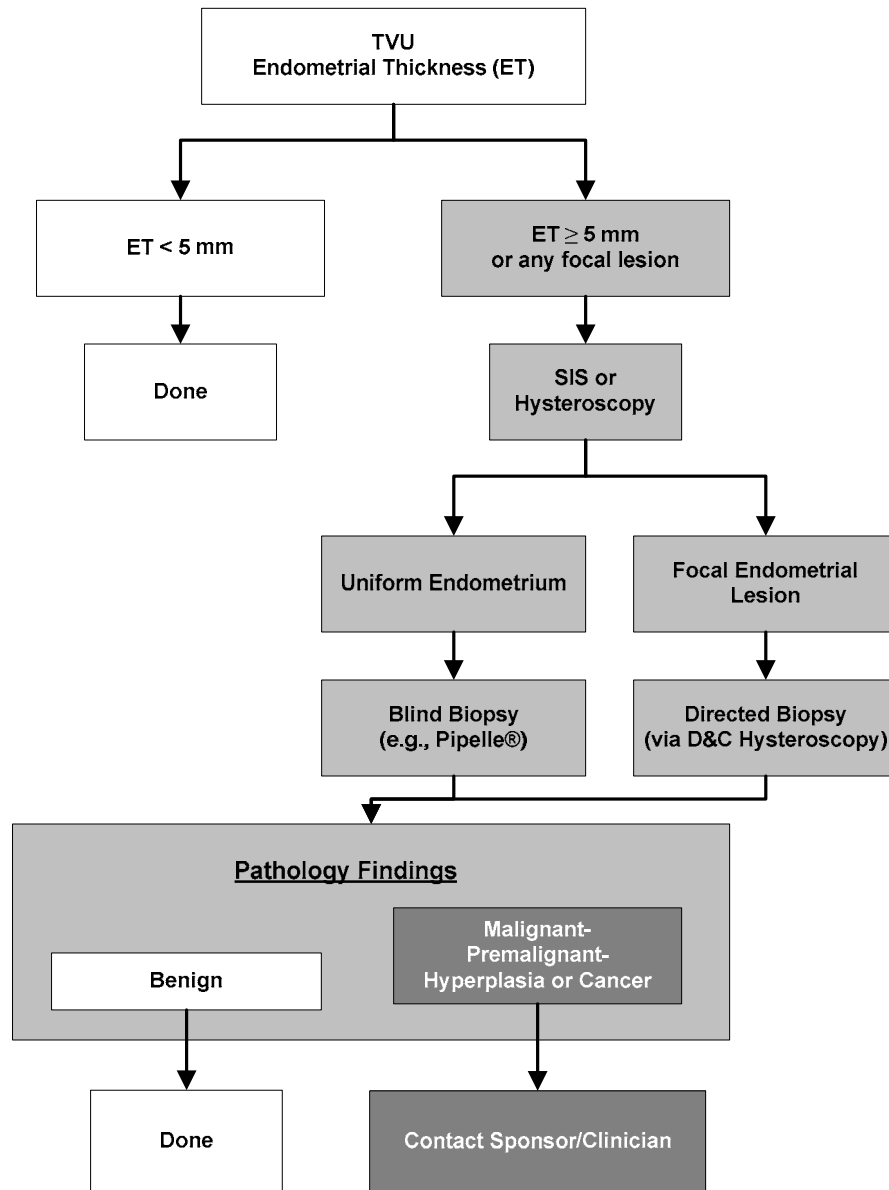 TVU
Endometrial Thickness (ET)
ET < 5 mm
ET ≥ 5 mm
or any focal lesion
Done
SIS or
Hysteroscopy
Uniform Endometrium
Focal Endometrial
Lesion
Blind Biopsy
(e.g., Pipelle®)
Directed Biopsy
(via D&C Hysteroscopy)
Pathology Findings
Benign
Malignant-
Premalignant-
Hyperplasia or Cancer
Done
Contact Sponsor/Clinician